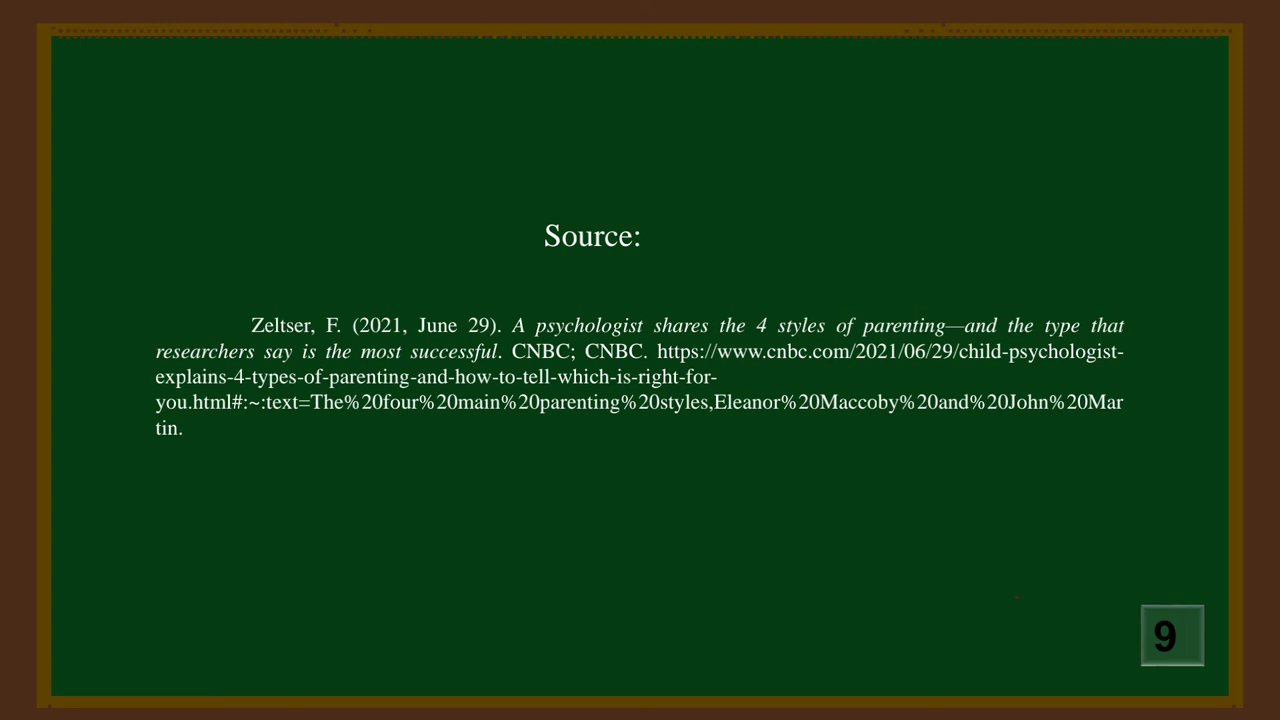 Source:
Zeltser, F. (2021, June 29). A psychologist shares the 4 styles of parenting—and the type that
researchers say is the most successful. CNBC; CNBC. https://www.cnbc.com/2021/06/29/child-psychologist-
explains-4-types-of-parenting-and-how-to-tell-which-is-right-for-
you.html#:~:text=The%20four%20main%20parenting%20styles,Eleanor%20Maccoby%20and%20John%20Mar
tin.
9